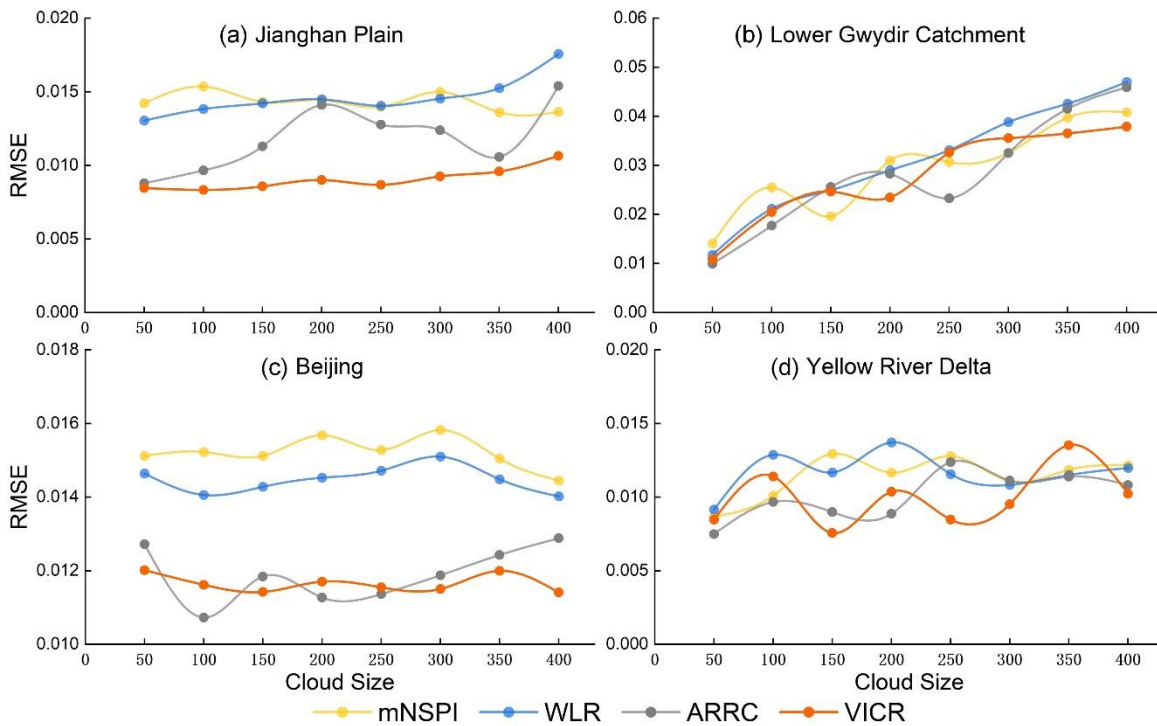 (a) Jianghan Plain
RMSE
0.020
0.015
0.010
0.005
0.000
0 50 100 150 200 250 300 350 400
(b) Lower Gwydir Catchment
0.06
0.05
0.04
0.03
0.02
0.01
0.00
0 50 100 150 200 250 300 350 400
(c) Beijing
RMSE
0.018
0.016
0.014
0.012
0.010
0 50 100 150 200 250 300 350 400
Cloud Size
(d) Yellow River Delta
0.020
0.015
0.010
0.005
0.000
0 50 100 150 200 250 300 350 400
Cloud Size
mNSPI WLR ARRC VICR